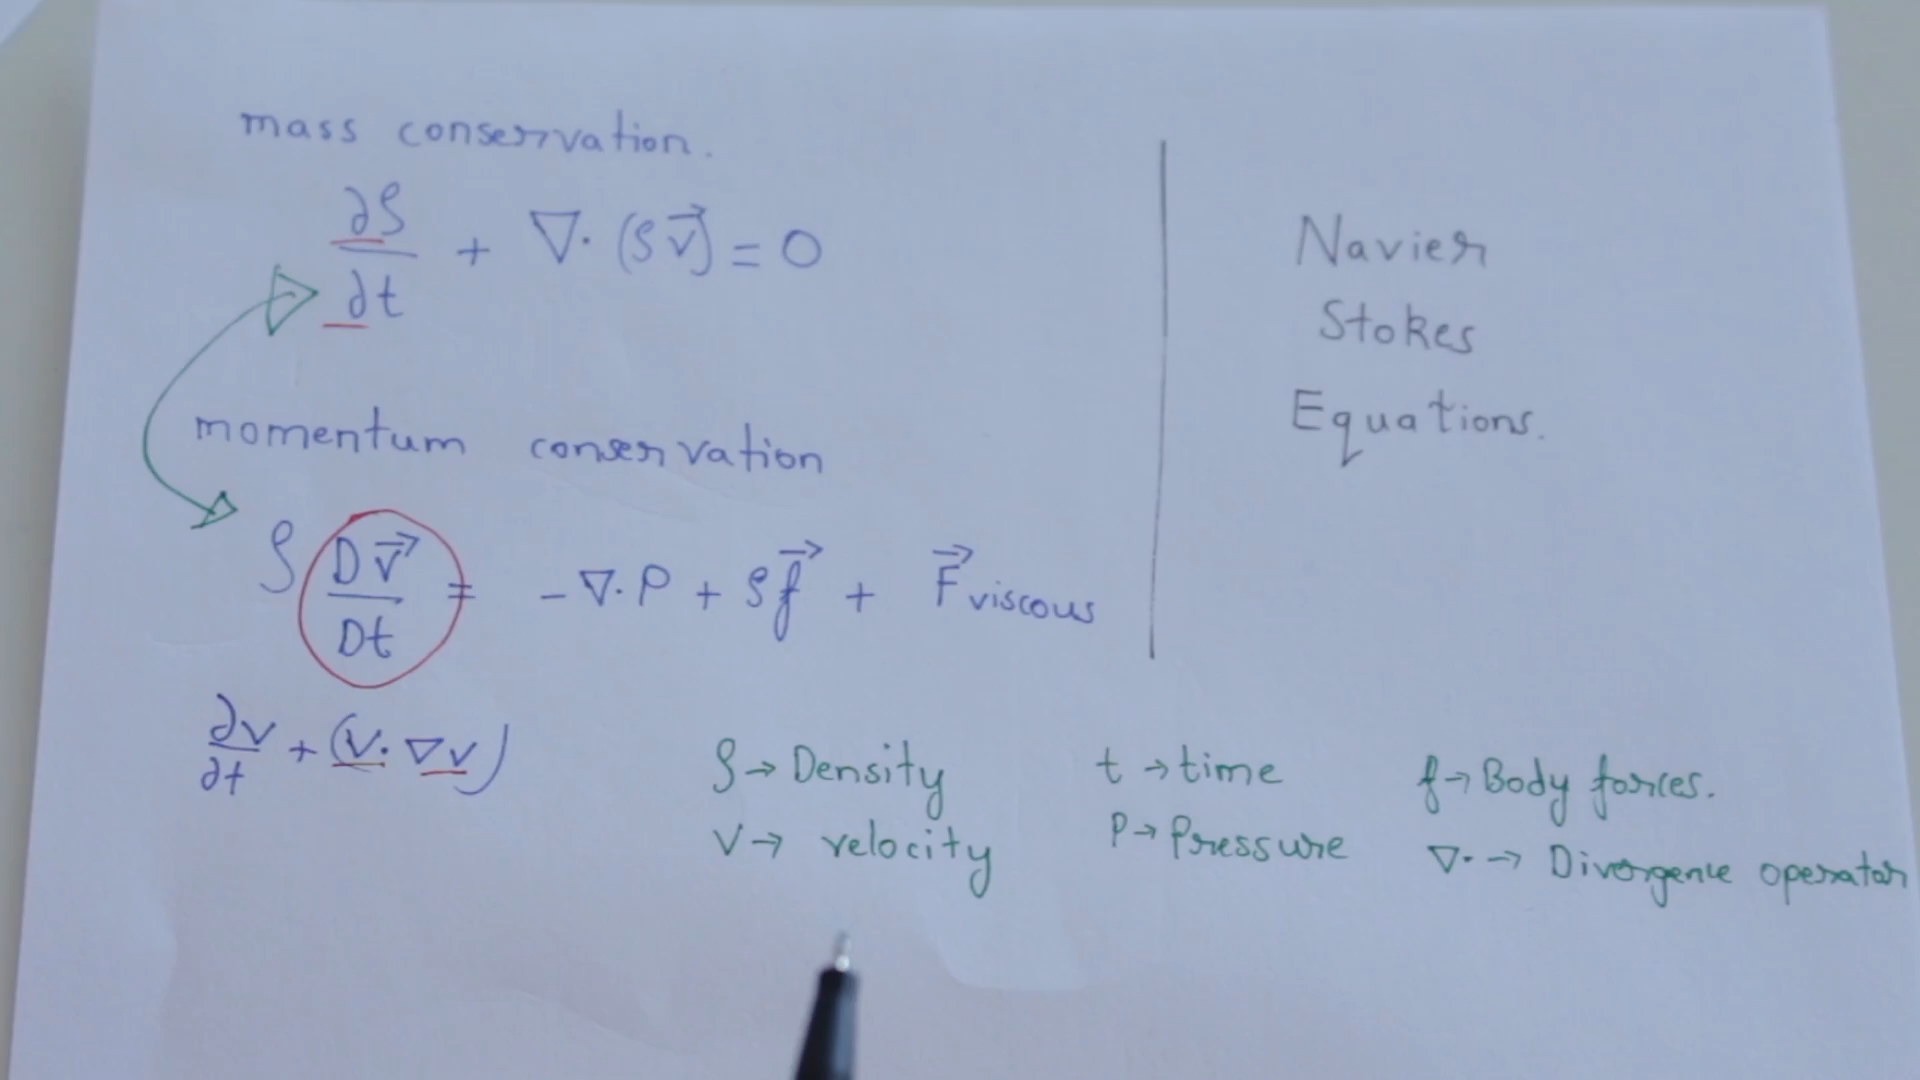 mass conservation.
∂ρ/∂t + ∇·(ρv⃗) = 0
momentum conservation
ρ Dv⃗/Dt = -∇·P + ρf⃗ + F⃗viscous
∂v/∂t + (v·∇v)
Navier
Stokes
Equations.
ρ → Density
t → time
f → Body forces.
V → velocity
P → Pressure
∇· → Divergence operator